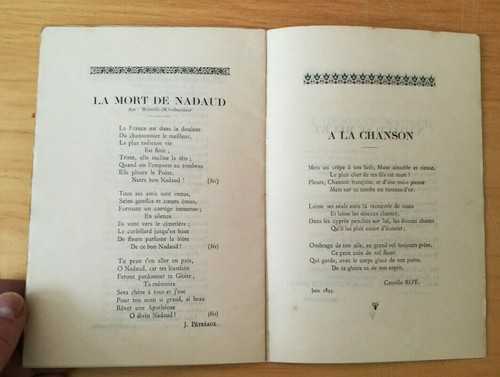 LA MORT DE NADAUD
Air :
La France est dans la douleur.
Du chansonnier le meilleur,
La plus radieuse vie
Est finie ;
Triste, elle incline la tête ;
Quand on l'emporte au tombeau
Elle pleure le Poète.
Notre bon Nadaud ! (bis)
Tous ses amis sont venus,
Seins gonflés et cœurs émus,
Formant un cortège immense ;
En silence
Ils vont vers le cimetière ;
Le corbillard jusqu'en haut
De fleurs parfume la bière
De ce bon Nadaud ! (bis)
Tu peux t'en aller en paix,
O Nadaud, car tes bienfaits
Feront pardonner ta Gloire ;
Ta mémoire
Sera chère à tous et j'ose
Pour ton nom si grand, si beau
Rêver une Apothéose
O divin Nadaud ! (bis)
J. PÉTRÉAUX.
A LA CHANSON
Mets un crêpe à ton luth, Muse aimable et rieuse,
Le plus cher de tes fils est mort !
Pleure, Chanson française, et d'une main pieuse
Mets sur ta tombe un rameau d'or.
Laisse ses seuls amis la recouvrir de roses
Et laisse les oiseaux chanter,
Dans les cyprès penchés sur lui, les douces choses
Qu'il lui plait encor d'écouter ;
Ombrage de ton aile, au grand vol toujours prête,
Ce petit coin de val fleuri
Qui garde, avec le corps glacé de ton poète,
De ta gloire et de ton esprit.
Camille ROY.
Juin 1893.